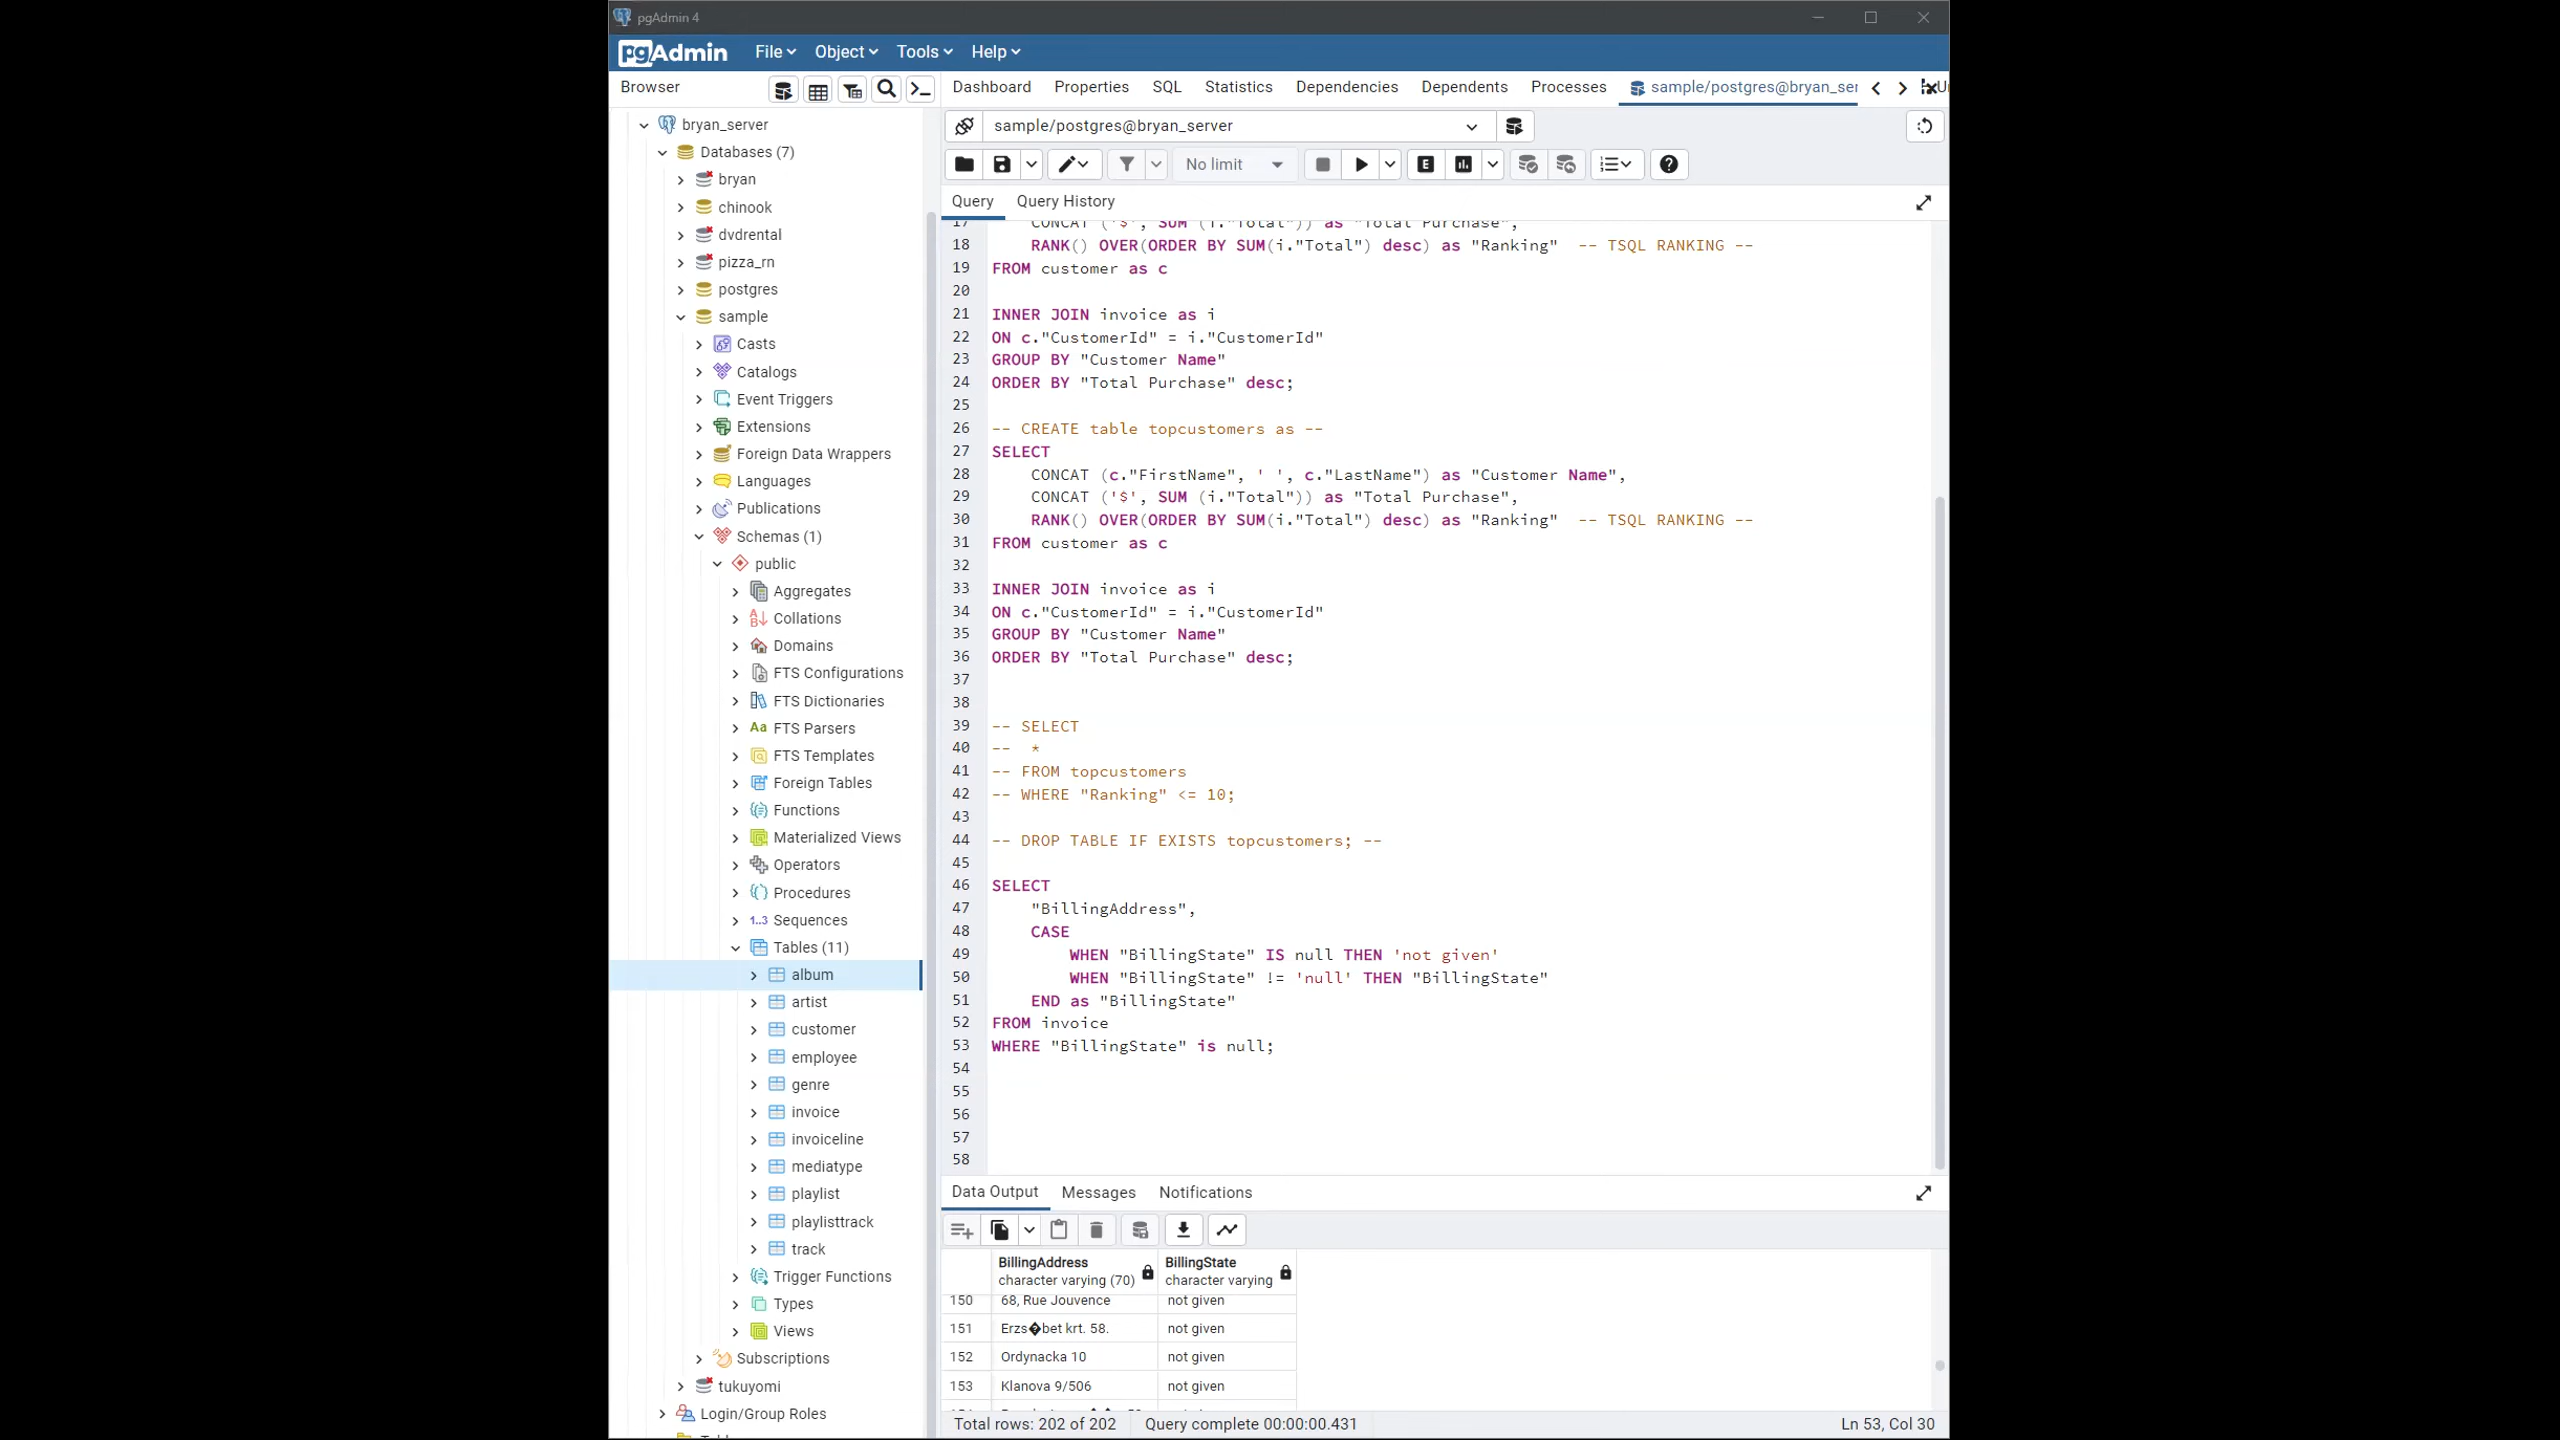 pgAdmin 4
pgAdmin File Object Tools Help
Browser
Dashboard Properties SQL Statistics Dependencies Dependents Processes sample/postgres@bryan_ser
bryan_server
Databases (7)
bryan
chinook
dvdrental
pizza_rn
postgres
sample
Casts
Catalogs
Event Triggers
Extensions
Foreign Data Wrappers
Languages
Publications
Schemas (1)
public
Aggregates
Collations
Domains
FTS Configurations
FTS Dictionaries
Aa FTS Parsers
FTS Templates
Foreign Tables
Functions
Materialized Views
Operators
Procedures
1..3 Sequences
Tables (11)
album
artist
customer
employee
genre
invoice
invoiceline
mediatype
playlist
playlisttrack
track
Trigger Functions
Types
Views
Subscriptions
tukuyomi
Login/Group Roles
sample/postgres@bryan_server
No limit
E
Query Query History
17 CONCAT ('$', SUM (i."Total")) as "Total Purchase",
18 RANK() OVER(ORDER BY SUM(i."Total") desc) as "Ranking" -- TSQL RANKING --
19 FROM customer as c
20
21 INNER JOIN invoice as i
22 ON c."CustomerId" = i."CustomerId"
23 GROUP BY "Customer Name"
24 ORDER BY "Total Purchase" desc;
25
26 -- CREATE table topcustomers as --
27 SELECT
28 CONCAT (c."FirstName", ' ', c."LastName") as "Customer Name",
29 CONCAT ('$', SUM (i."Total")) as "Total Purchase",
30 RANK() OVER(ORDER BY SUM(i."Total") desc) as "Ranking" -- TSQL RANKING --
31 FROM customer as c
32
33 INNER JOIN invoice as i
34 ON c."CustomerId" = i."CustomerId"
35 GROUP BY "Customer Name"
36 ORDER BY "Total Purchase" desc;
37
38
39 -- SELECT
40 -- *
41 -- FROM topcustomers
42 -- WHERE "Ranking" <= 10;
43
44 -- DROP TABLE IF EXISTS topcustomers; --
45
46 SELECT
47 "BillingAddress",
48 CASE
49 WHEN "BillingState" IS null THEN 'not given'
50 WHEN "BillingState" != 'null' THEN "BillingState"
51 END as "BillingState"
52 FROM invoice
53 WHERE "BillingState" is null;
54
55
56
57
58
Data Output Messages Notifications
BillingAddress BillingState
character varying (70) character varying
150 68, Rue Jouvence not given
151 Erzs�bet krt. 58. not given
152 Ordynacka 10 not given
153 Klanova 9/506 not given
Total rows: 202 of 202 Query complete 00:00:00.431 Ln 53, Col 30